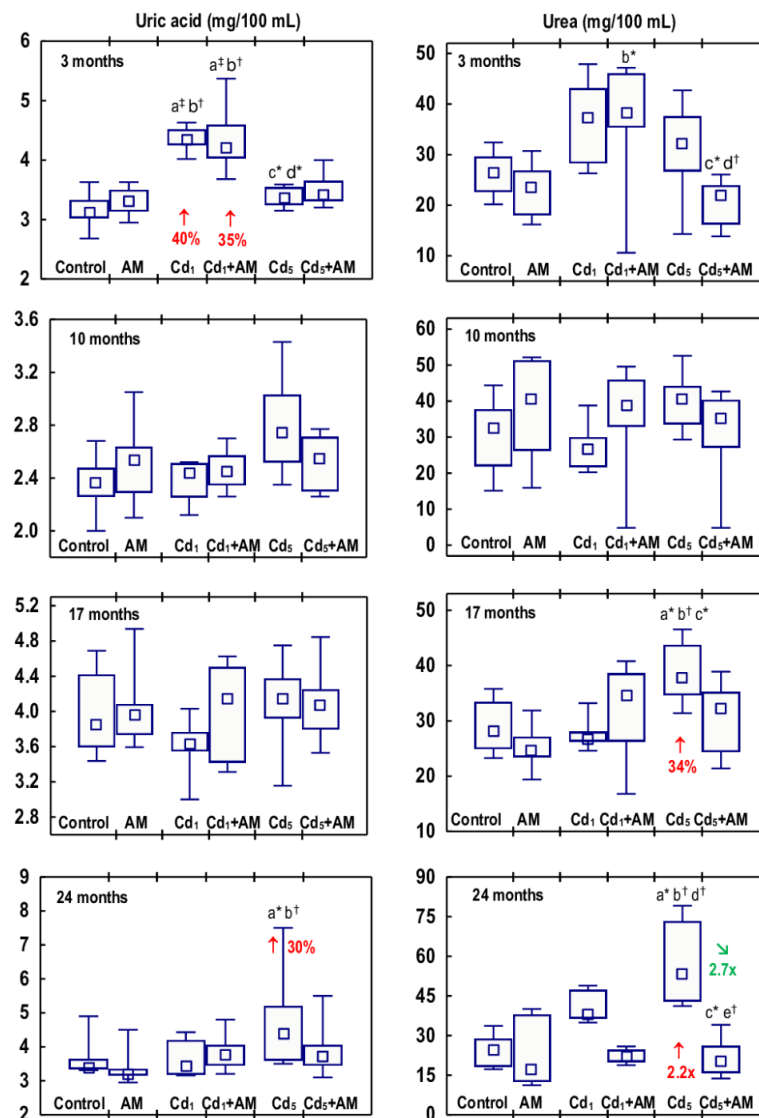 Uric acid (mg/100 mL)
6
5
4
3
2
3 months
a‡ b†
a‡ b†
c* d*
↑
40%
↑
35%
Control AM Cd₁ Cd₁+AM Cd₅ Cd₅+AM
Urea (mg/100 mL)
50
40
30
20
10
3 months
b*
c* d†
Control AM Cd₁ Cd₁+AM Cd₅ Cd₅+AM
3.6
3.2
2.8
2.4
2.0
10 months
Control AM Cd₁ Cd₁+AM Cd₅ Cd₅+AM
60
50
40
30
20
10
0
10 months
Control AM Cd₁ Cd₁+AM Cd₅ Cd₅+AM
5.2
4.8
4.4
4.0
3.6
3.2
2.8
17 months
Control AM Cd₁ Cd₁+AM Cd₅ Cd₅+AM
50
40
30
20
10
17 months
a* b† c*
↑
34%
Control AM Cd₁ Cd₁+AM Cd₅ Cd₅+AM
9
8
7
6
5
4
3
2
24 months
a* b†
↑ 30%
Control AM Cd₁ Cd₁+AM Cd₅ Cd₅+AM
90
75
60
45
30
15
0
24 months
a* b† d†
↘
2.7x
c* e†
↑
2.2x
Control AM Cd₁ Cd₁+AM Cd₅ Cd₅+AM